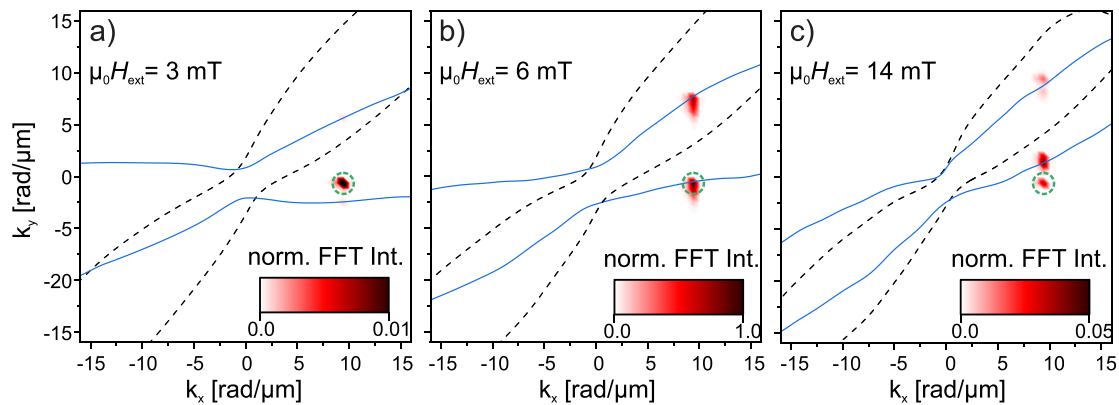 a)
μ₀Hₑₓₜ= 3 mT
norm. FFT Int.
0.0 0.01
b)
μ₀Hₑₓₜ= 6 mT
norm. FFT Int.
0.0 1.0
c)
μ₀Hₑₓₜ= 14 mT
norm. FFT Int.
0.0 0.05
15
10
5
0
-5
-20
-15
k_y [rad/μm]
-15 -10 -5 0 5 10 15
-15 -10 -5 0 5 10 15
-15 -10 -5 0 5 10 15
kₓ [rad/μm]
kₓ [rad/μm]
kₓ [rad/μm]